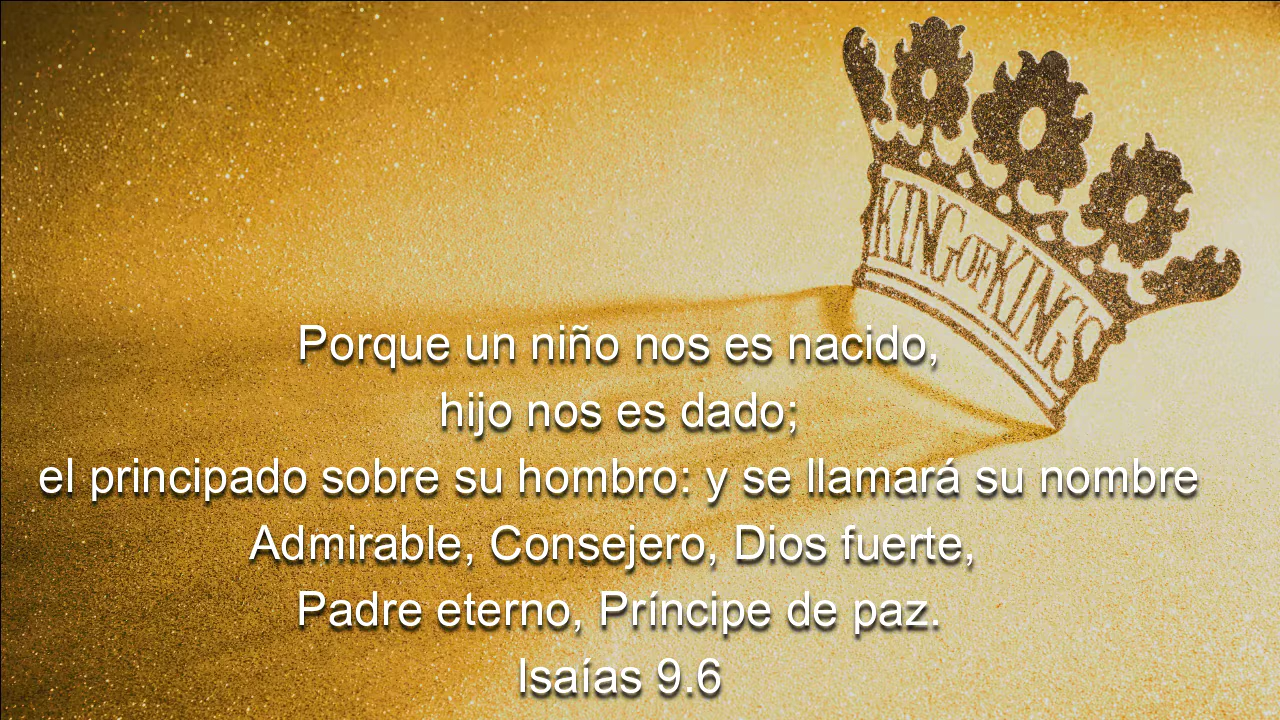 KING OF KINGS
Porque un niño nos es nacido,
hijo nos es dado;
el principado sobre su hombro: y se llamará su nombre
Admirable, Consejero, Dios fuerte,
Padre eterno, Príncipe de paz.
Isaías 9.6